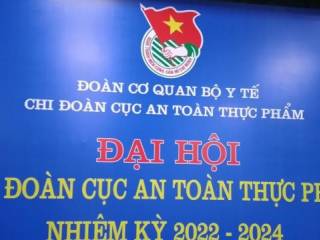 ĐOÀN CƠ QUAN BỘ Y TẾ
CHI ĐOÀN CỤC AN TOÀN THỰC PHẨM
ĐẠI HỘI
ĐOÀN CỤC AN TOÀN THỰC
NHIỆM KỲ 2022 - 2024